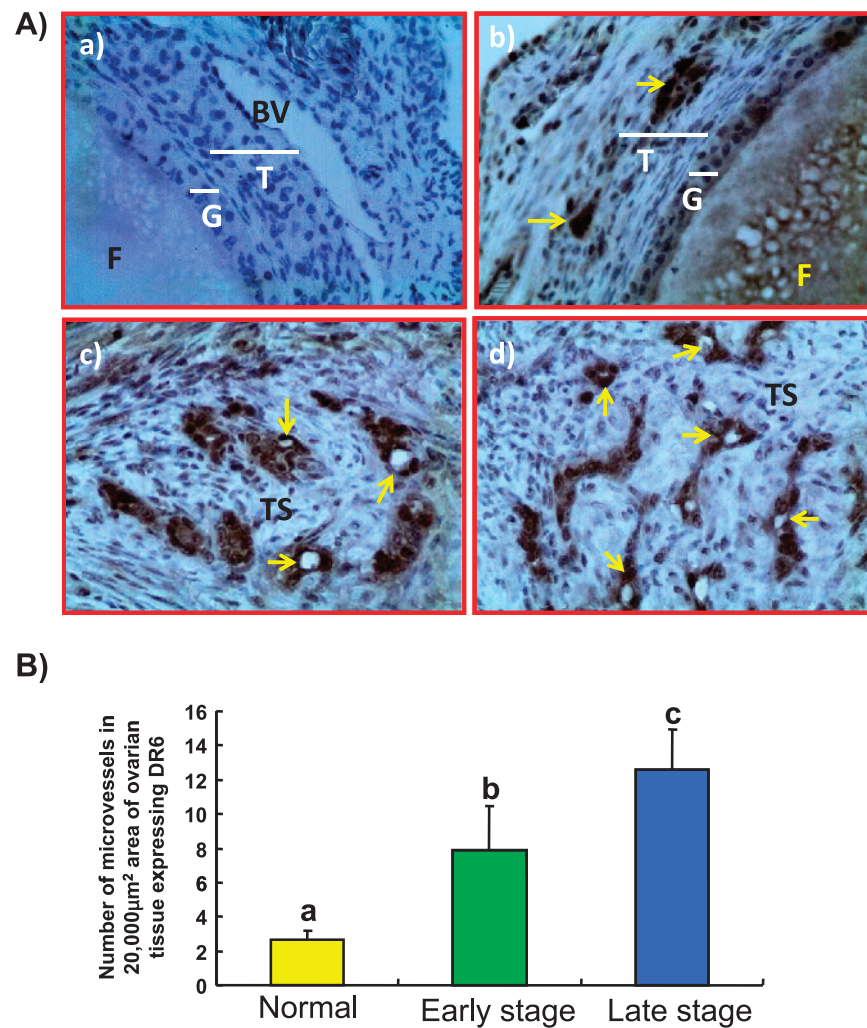 A)
a)
BV
T
G
F
b)
T
G
F
c)
TS
d)
TS
B)
Number of microvessels in
20,000µm² area of ovarian
tissue expressing DR6
16
14
12
10
8
6
4
2
0
a
b
c
Normal
Early stage
Late stage